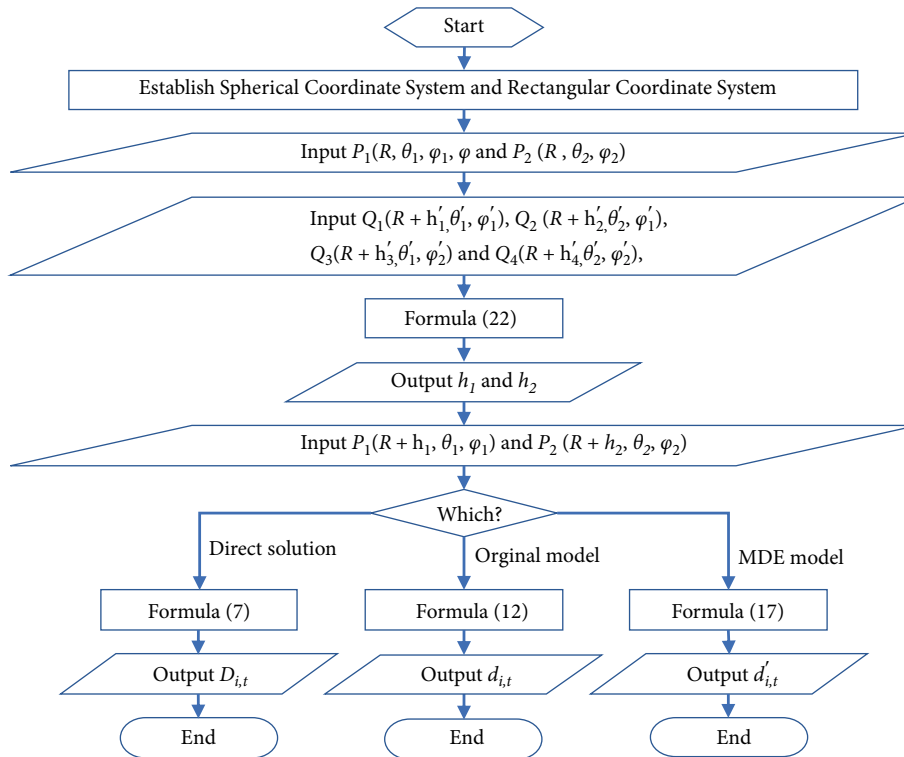 Start
Establish Spherical Coordinate System and Rectangular Coordinate System
Input P₁(R, θ₁, φ₁, φ and P₂ (R , θ₂, φ₂)
Input Q₁(R + h′₁,θ′₁, φ′₁), Q₂ (R + h′₂,θ′₂, φ′₁),
Q₃(R + h′₃,θ′₁, φ′₂) and Q₄(R + h′₄,θ′₂, φ′₂),
Formula (22)
Output h₁ and h₂
Input P₁(R + h₁, θ₁, φ₁) and P₂ (R + h₂, θ₂, φ₂)
Which?
Direct solution
Orginal model
MDE model
Formula (7)
Formula (12)
Formula (17)
Output D_{i,t}
Output d_{i,t}
Output d′_{i,t}
End
End
End